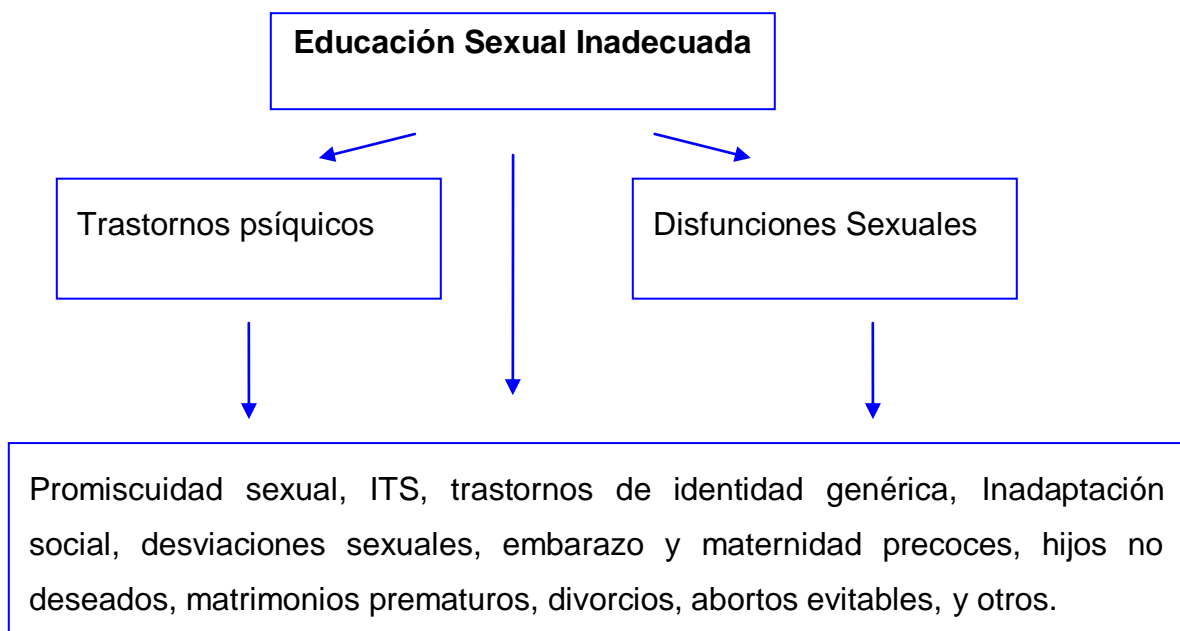 Educación Sexual Inadecuada
Trastornos psíquicos
Disfunciones Sexuales
Promiscuidad sexual, ITS, trastornos de identidad genérica, Inadaptación
social, desviaciones sexuales, embarazo y maternidad precoces, hijos no
deseados, matrimonios prematuros, divorcios, abortos evitables, y otros.